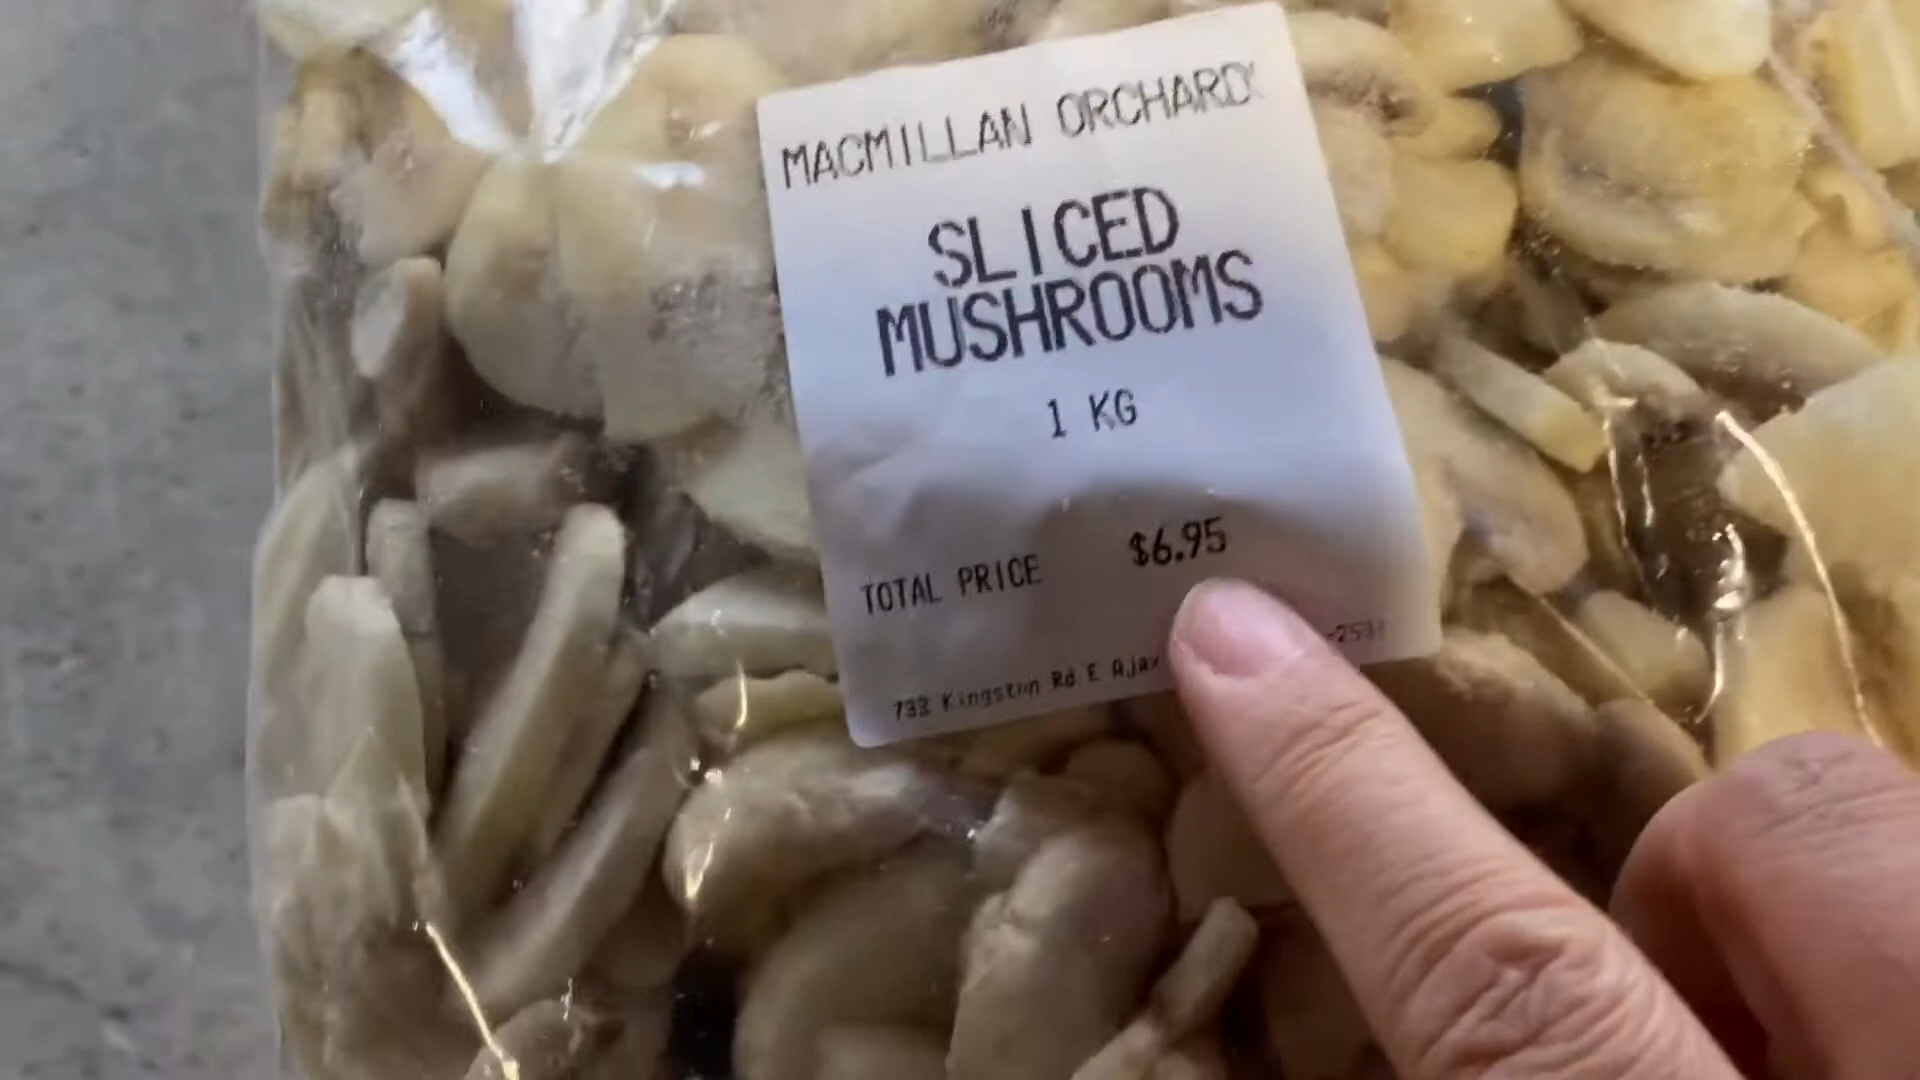 MACMILLAN ORCHARD
SLICED
MUSHROOMS
1 KG
TOTAL PRICE $6.95
733 Kingston Rd E Ajax